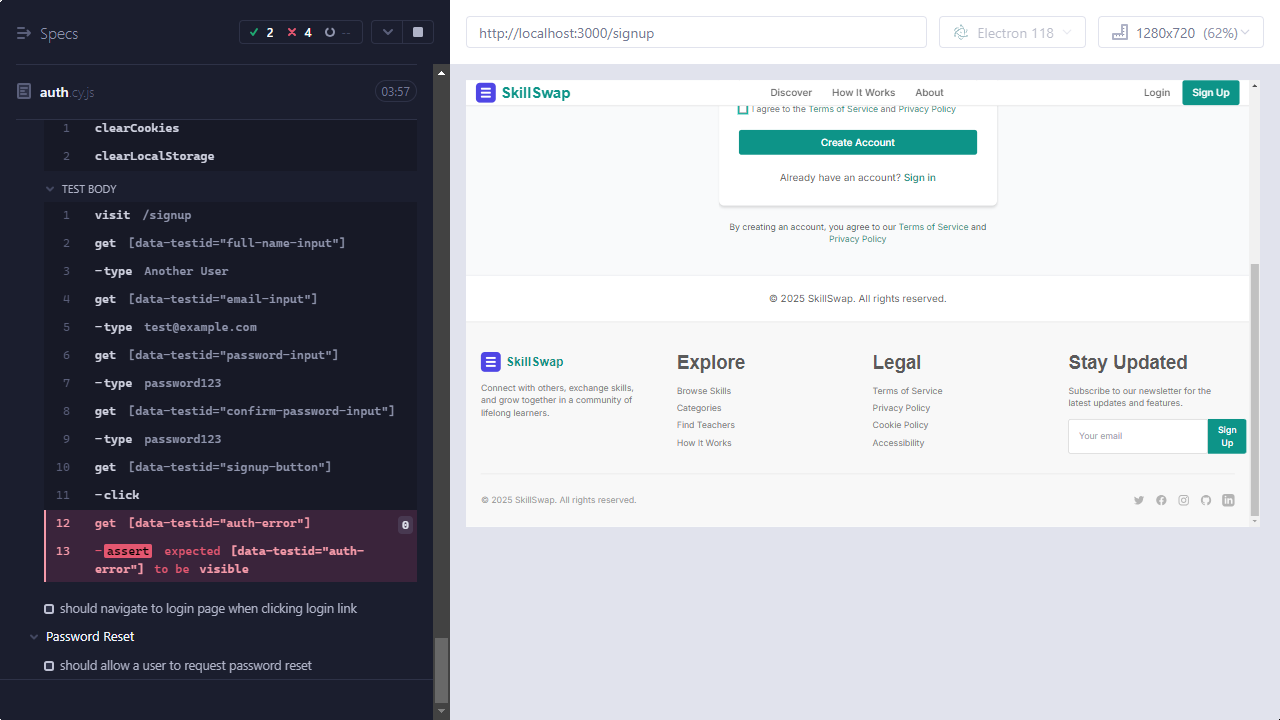 Specs
2
4
--
auth.cy.js
03:57
1 clearCookies
2 clearLocalStorage
TEST BODY
1 visit /signup
2 get [data-testid="full-name-input"]
3 -type Another User
4 get [data-testid="email-input"]
5 -type test@example.com
6 get [data-testid="password-input"]
7 -type password123
8 get [data-testid="confirm-password-input"]
9 -type password123
10 get [data-testid="signup-button"]
11 -click
12 get [data-testid="auth-error"] 0
13 -assert expected [data-testid="auth-
error"] to be visible
should navigate to login page when clicking login link
Password Reset
should allow a user to request password reset
http://localhost:3000/signup
Electron 118
1280x720 (62%)
SkillSwap
Discover
How It Works
About
Login
Sign Up
I agree to the Terms of Service and Privacy Policy
Create Account
Already have an account? Sign in
By creating an account, you agree to our Terms of Service and
Privacy Policy
© 2025 SkillSwap. All rights reserved.
SkillSwap
Connect with others, exchange skills,
and grow together in a community of
lifelong learners.
Explore
Browse Skills
Categories
Find Teachers
How It Works
Legal
Terms of Service
Privacy Policy
Cookie Policy
Accessibility
Stay Updated
Subscribe to our newsletter for the
latest updates and features.
Your email
Sign
Up
© 2025 SkillSwap. All rights reserved.